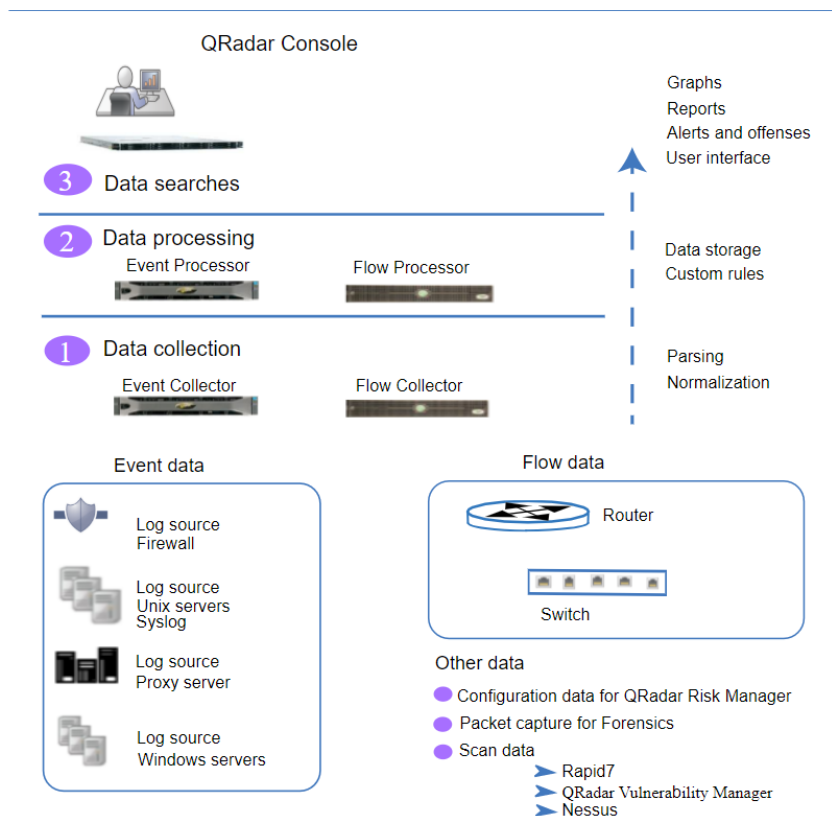 QRadar Console
Graphs
Reports
Alerts and offenses
User interface
3 Data searches
2 Data processing
Event Processor
Flow Processor
Data storage
Custom rules
1 Data collection
Event Collector
Flow Collector
Parsing
Normalization
Event data
Log source
Firewall
Log source
Unix servers
Syslog
Log source
Proxy server
Log source
Windows servers
Flow data
Router
Switch
Other data
Configuration data for QRadar Risk Manager
Packet capture for Forensics
Scan data
Rapid7
QRadar Vulnerability Manager
Nessus